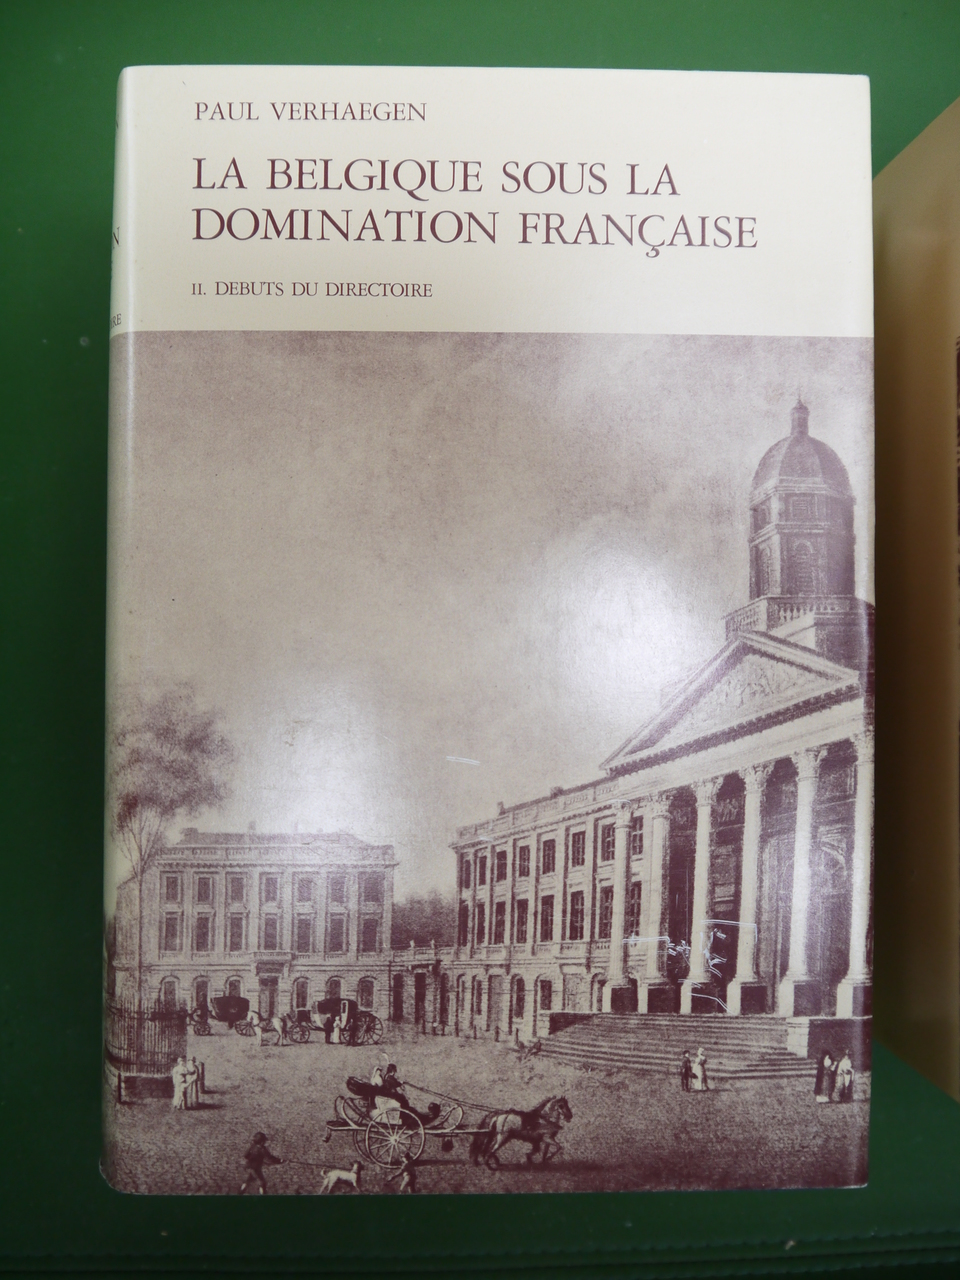 PAUL VERHAEGEN
LA BELGIQUE SOUS LA
DOMINATION FRANÇAISE
II. DEBUTS DU DIRECTOIRE